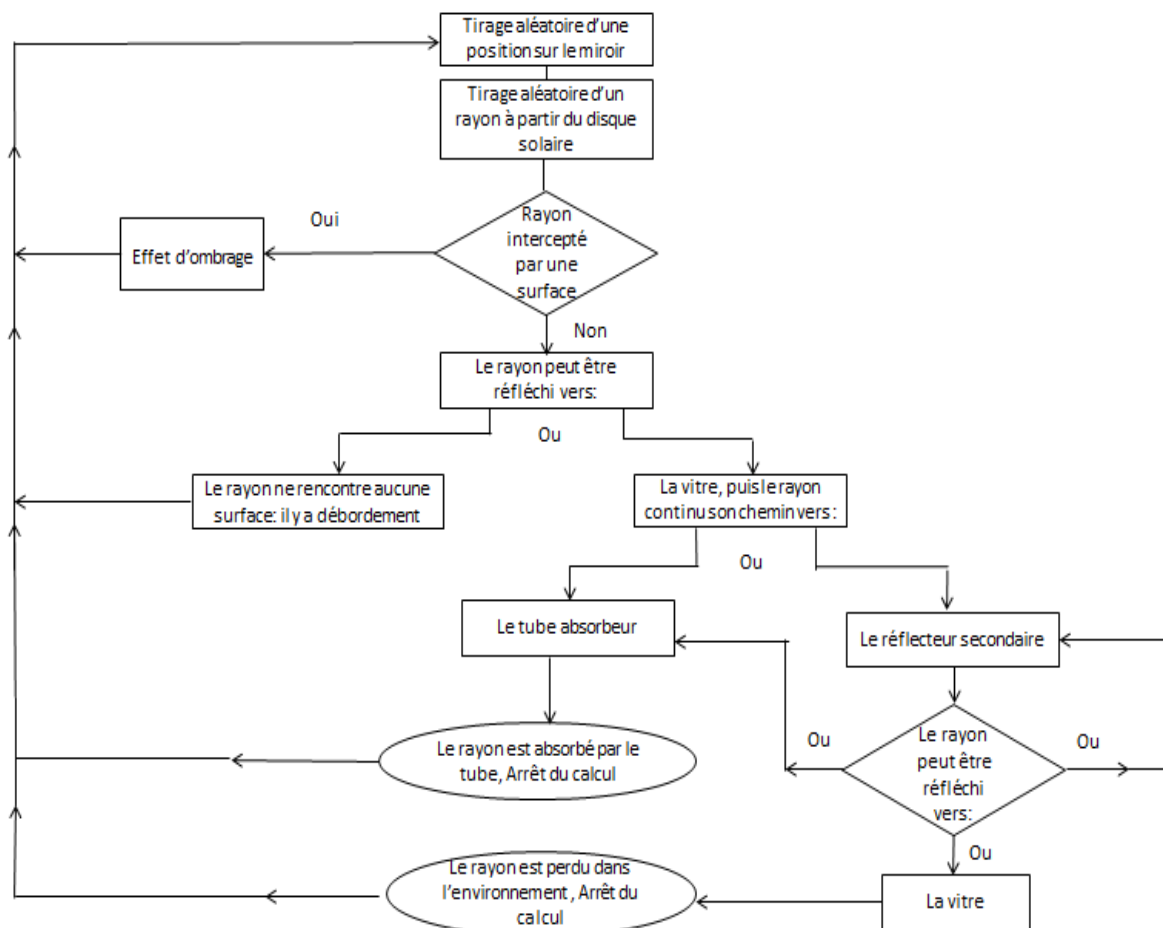 Tirage aléatoire d'une
position sur le miroir
Tirage aléatoire d'un
rayon à partir du disque
solaire
Rayon
intercepté
par une
surface
Oui
Effet d'ombrage
Non
Le rayon peut être
réfléchi vers:
Ou
Le rayon ne rencontre aucune
surface: il y a débordement
La vitre, puis le rayon
continu son chemin vers :
Ou
Le tube absorbeur
Le réflecteur secondaire
Le rayon est absorbé par le
tube, Arrêt du calcul
Ou
Le rayon
peut être
réfléchi
vers:
Ou
Ou
Le rayon est perdu dans
l'environnement , Arrêt du
calcul
La vitre